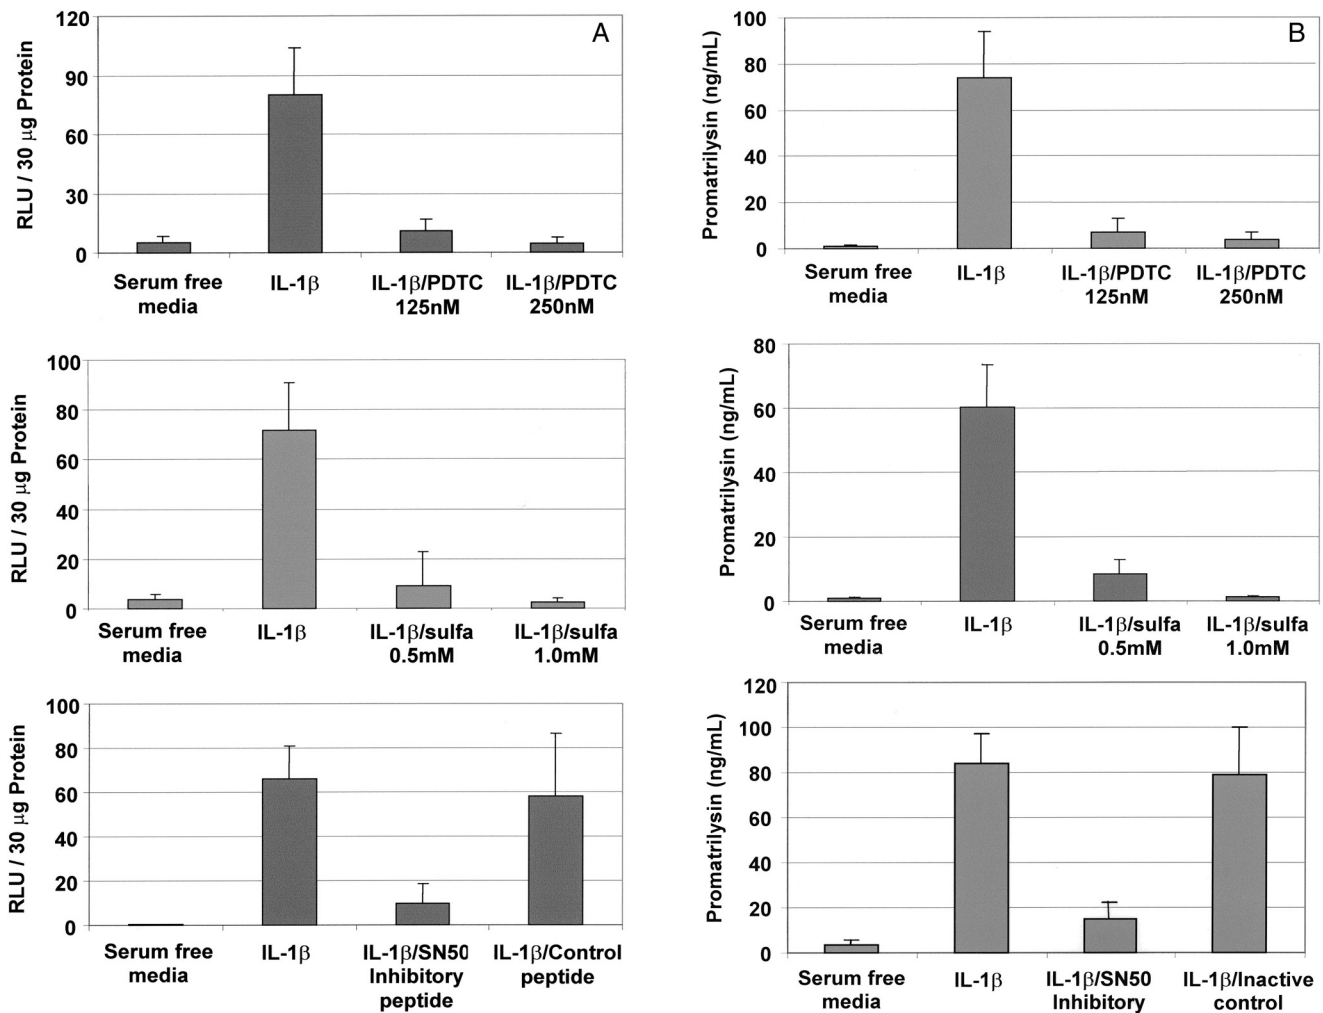 A
RLU / 30 μg Protein
120
90
60
30
0
Serum free
media
IL-1β
IL-1β/PDTC
125nM
IL-1β/PDTC
250nM
B
Promatrilysin (ng/mL)
100
80
60
40
20
0
Serum free
media
IL-1β
IL-1β/PDTC
125nM
IL-1β/PDTC
250nM
RLU / 30 μg Protein
100
80
60
40
20
0
Serum free
media
IL-1β
IL-1β/sulfa
0.5mM
IL-1β/sulfa
1.0mM
Promatrilysin (ng/mL)
80
60
40
20
0
Serum free
media
IL-1β
IL-1β/sulfa
0.5mM
IL-1β/sulfa
1.0mM
RLU / 30 μg Protein
100
80
60
40
20
0
Serum free
media
IL-1β
IL-1β/SN50
Inhibitory
peptide
IL-1β/Control
peptide
Promatrilysin (ng/mL)
120
100
80
60
40
20
0
Serum free
media
IL-1β
IL-1β/SN50
Inhibitory
IL-1β/Inactive
control